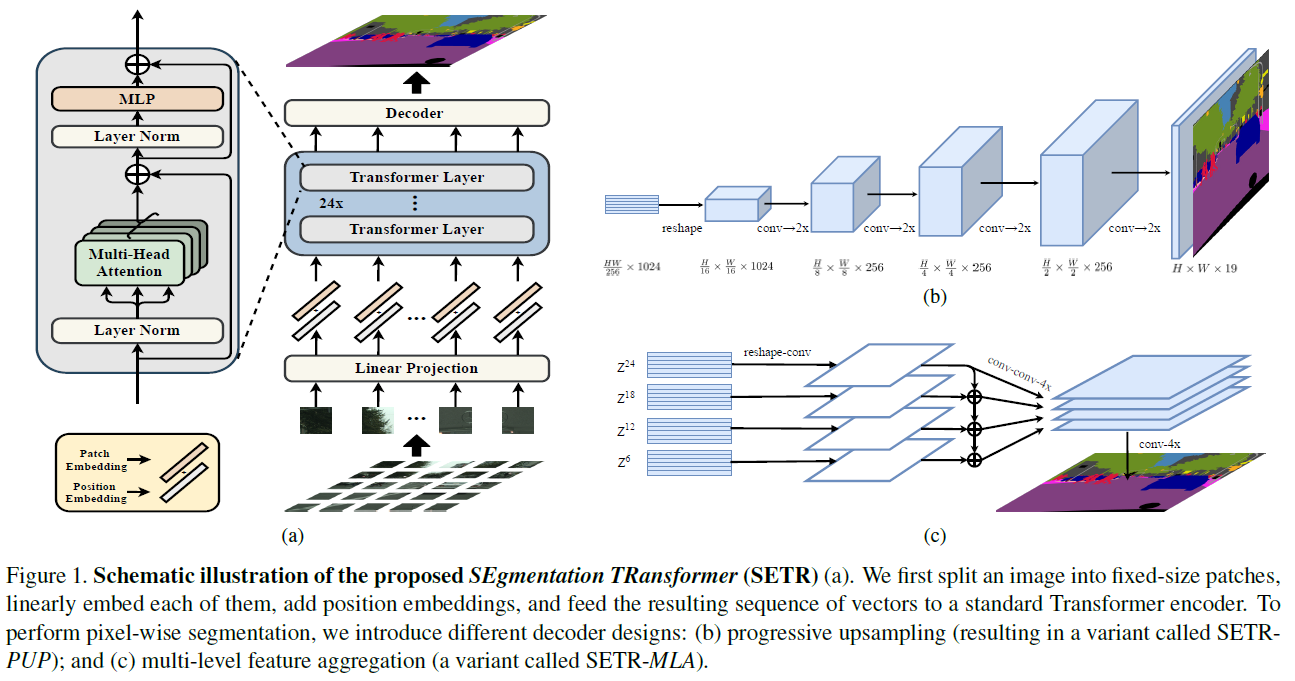 MLP
Layer Norm
Multi-Head
Attention
Layer Norm
Patch
Embedding
Position
Embedding
Decoder
Transformer Layer
24x
Transformer Layer
...
Linear Projection
...
(a)
reshape
conv→2x
conv→2x
conv→2x
conv→2x
HW/256 × 1024
H/16 × W/16 × 1024
H/8 × W/8 × 256
H/4 × W/4 × 256
H/2 × W/2 × 256
H × W × 19
(b)
Z^24
Z^18
Z^12
Z^6
reshape-conv
conv-conv-4x
conv-4x
(c)
Figure 1. Schematic illustration of the proposed SEgmentation TRansformer (SETR) (a). We first split an image into fixed-size patches,
linearly embed each of them, add position embeddings, and feed the resulting sequence of vectors to a standard Transformer encoder. To
perform pixel-wise segmentation, we introduce different decoder designs: (b) progressive upsampling (resulting in a variant called SETR-
PUP); and (c) multi-level feature aggregation (a variant called SETR-MLA).